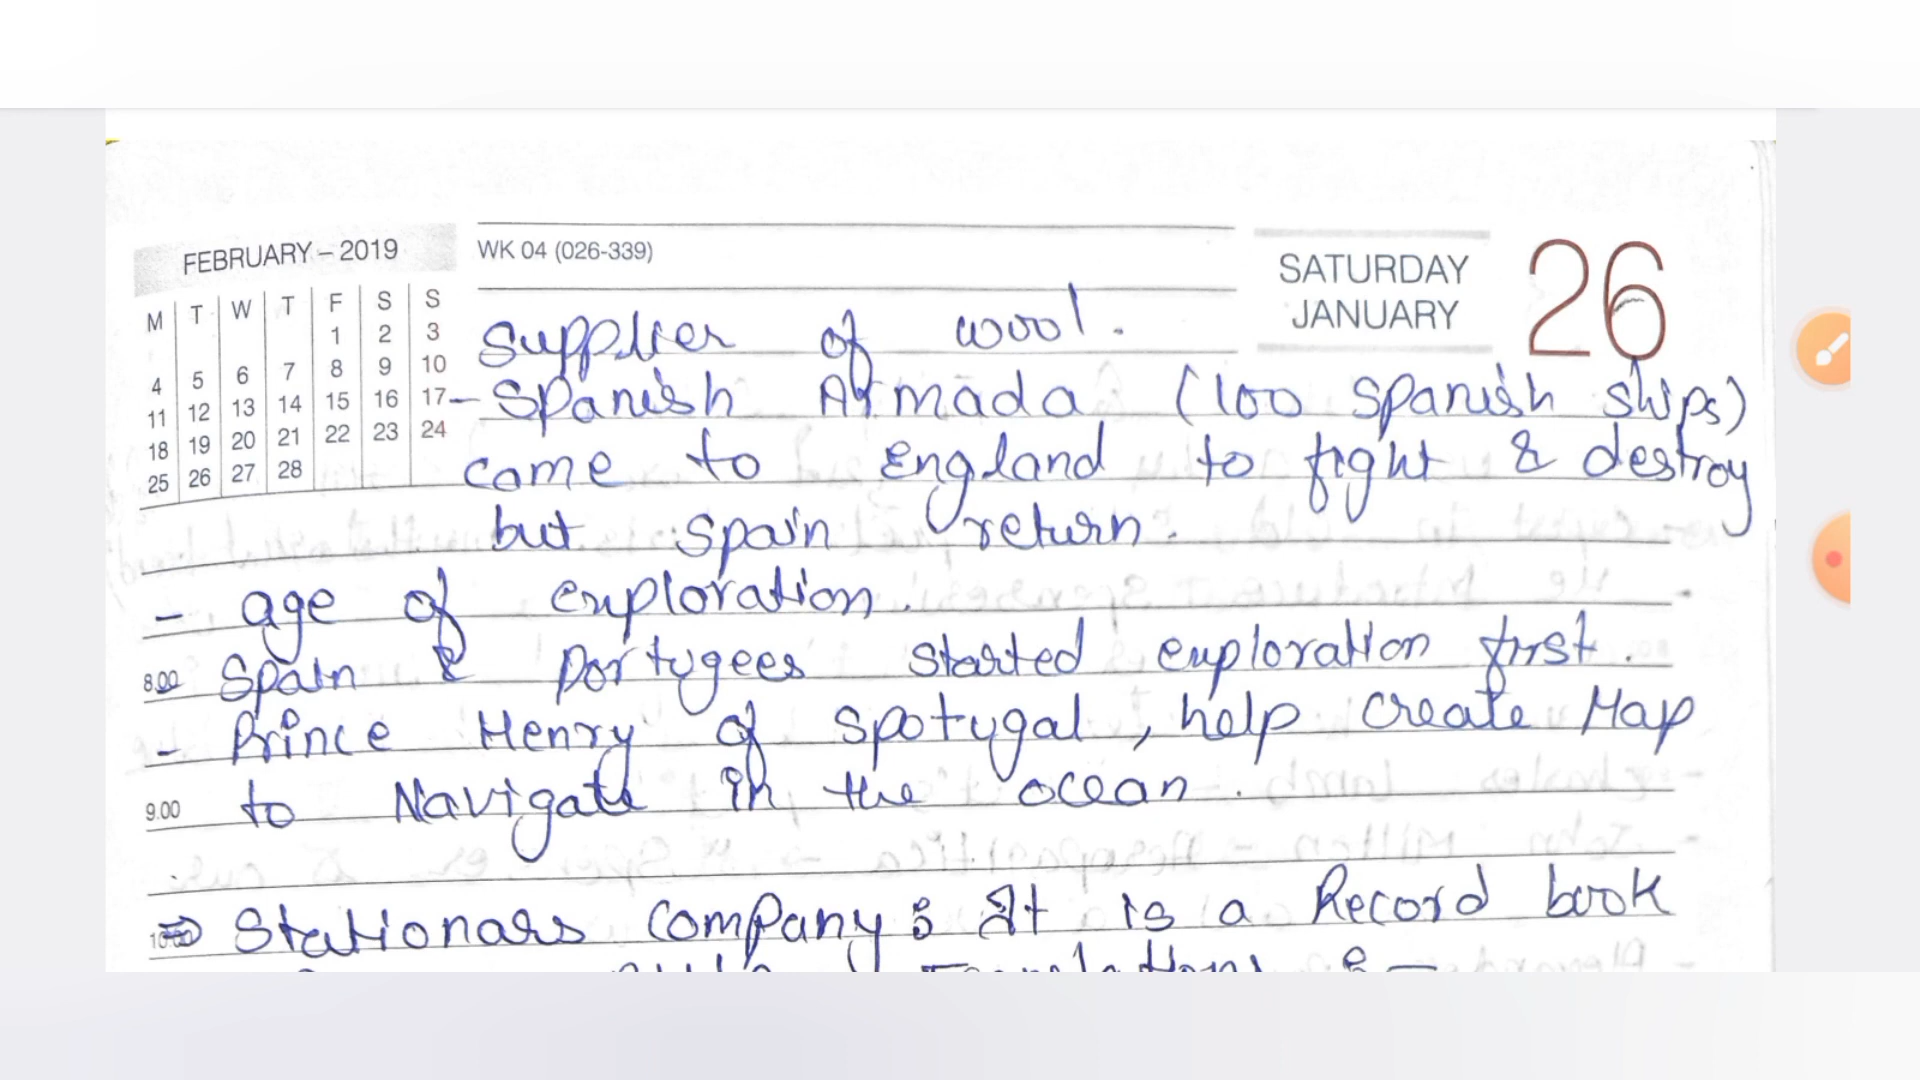 FEBRUARY – 2019
M T W T F S S
1 2 3
4 5 6 7 8 9 10
11 12 13 14 15 16 17
18 19 20 21 22 23 24
25 26 27 28
WK 04 (026-339)
SATURDAY
JANUARY
26
Supplier of wool.
- Spanish Armada (100 Spanish ships)
come to England to fight & destroy
but Spain return.
- age of exploration.
8.00 Spain & Portugees started exploration first.
- Prince Henry of Spotugal, help create Map
9.00 to Navigate in the ocean.
10.00 ⇒ Stationars Company : It is a Record book